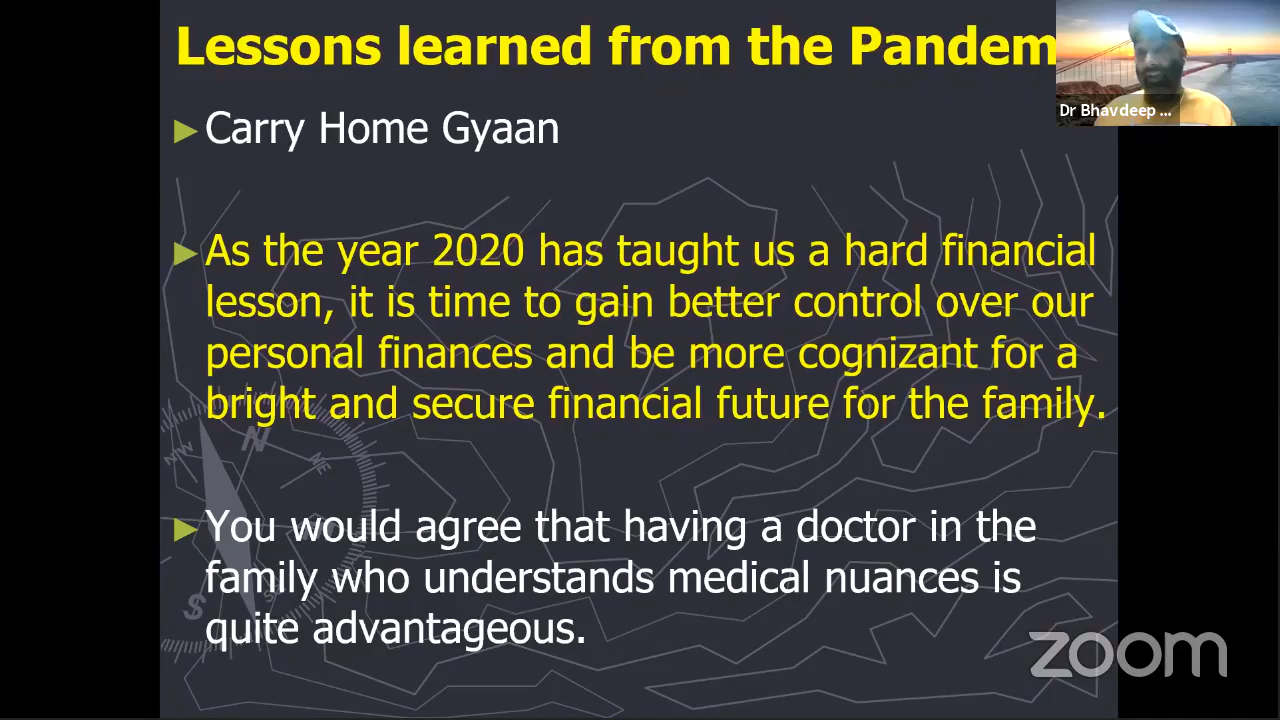 Lessons learned from the Pandem
Dr Bhavdeep ...
Carry Home Gyaan
As the year 2020 has taught us a hard financial
lesson, it is time to gain better control over our
personal finances and be more cognizant for a
bright and secure financial future for the family.
You would agree that having a doctor in the
family who understands medical nuances is
quite advantageous.
N
NW
NE
S
zoom